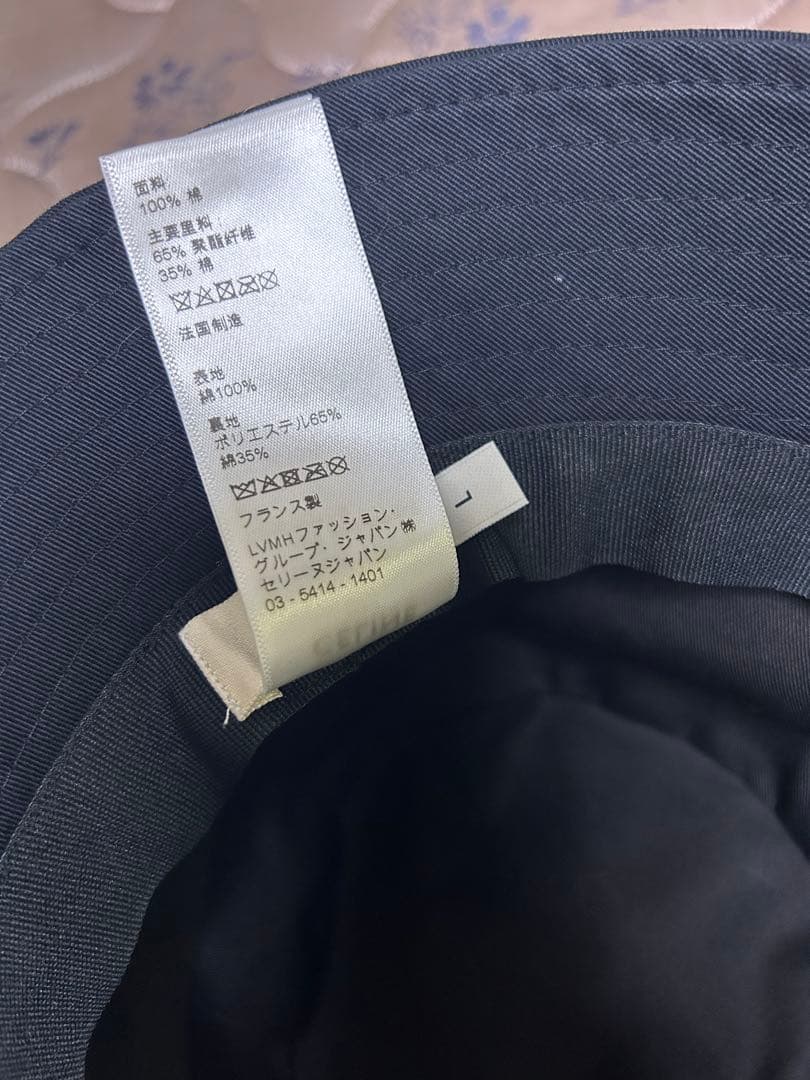 面料
100% 棉
主要里料
65% 聚酯纤维
35% 棉
法国制造
表地
綿100%
裏地
ポリエステル65%
綿35%
フランス製
LVMHファッション・
グループ・ジャパン㈱
セリーヌジャパン
03 - 5414 - 1401
CELINE
L